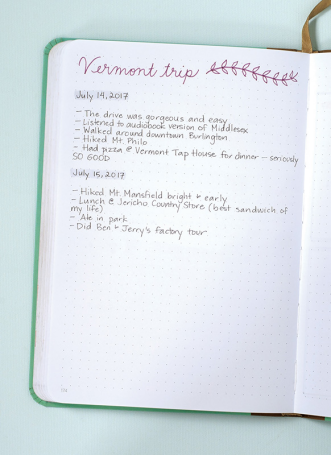 Vermont trip
July 14, 2017
- The drive was gorgeous and easy
- Listened to audiobook version of Middlesex
- Walked around downtown Burlington
- Hiked Mt. Philo
- Had pizza @ Vermont Tap House for dinner - seriously
SO GOOD
July 15, 2017
- Hiked Mt. Mansfield bright & early
- Lunch @ Jericho Country Store (best sandwich of
my life)
- Ale in park
- Did Ben & Jerry's factory tour